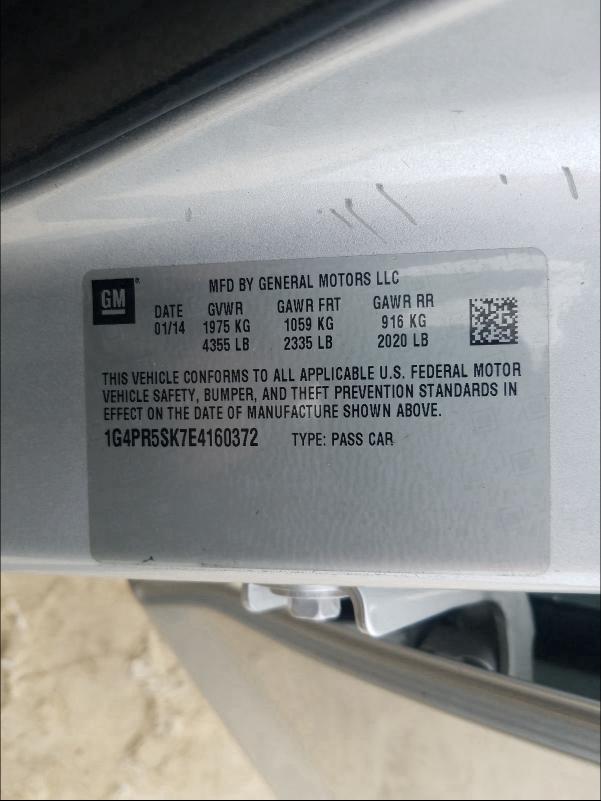 GM
MFD BY GENERAL MOTORS LLC
DATE GVWR GAWR FRT GAWR RR
01/14 1975 KG 1059 KG 916 KG
4355 LB 2335 LB 2020 LB
THIS VEHICLE CONFORMS TO ALL APPLICABLE U.S. FEDERAL MOTOR
VEHICLE SAFETY, BUMPER, AND THEFT PREVENTION STANDARDS IN
EFFECT ON THE DATE OF MANUFACTURE SHOWN ABOVE.
1G4PR5SK7E4160372 TYPE: PASS CAR